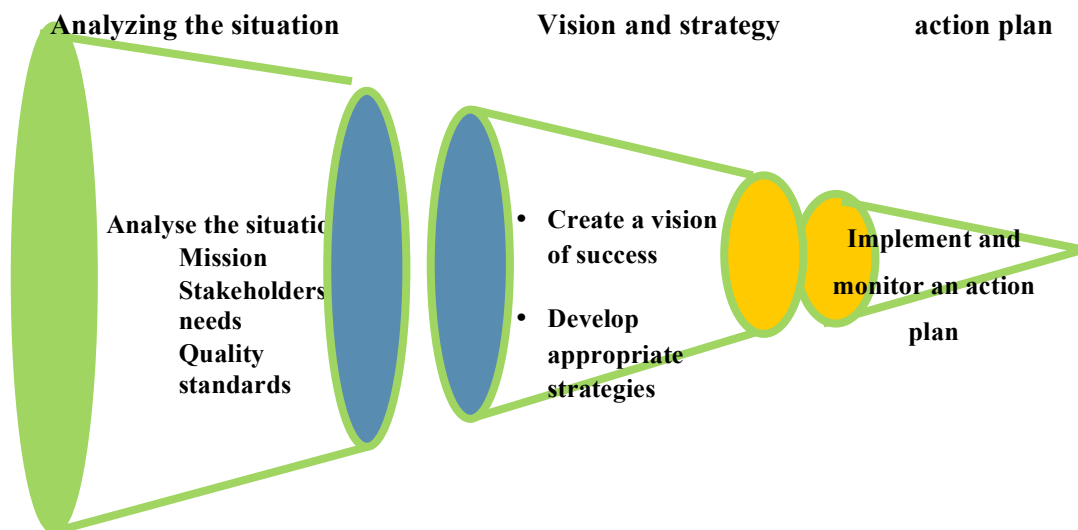 Analyzing the situation
Vision and strategy
action plan
Analyse the situatio
Mission
Stakeholders
needs
Quality
standards
• Create a vision
of success
• Develop
appropriate
strategies
Implement and
monitor an action
plan